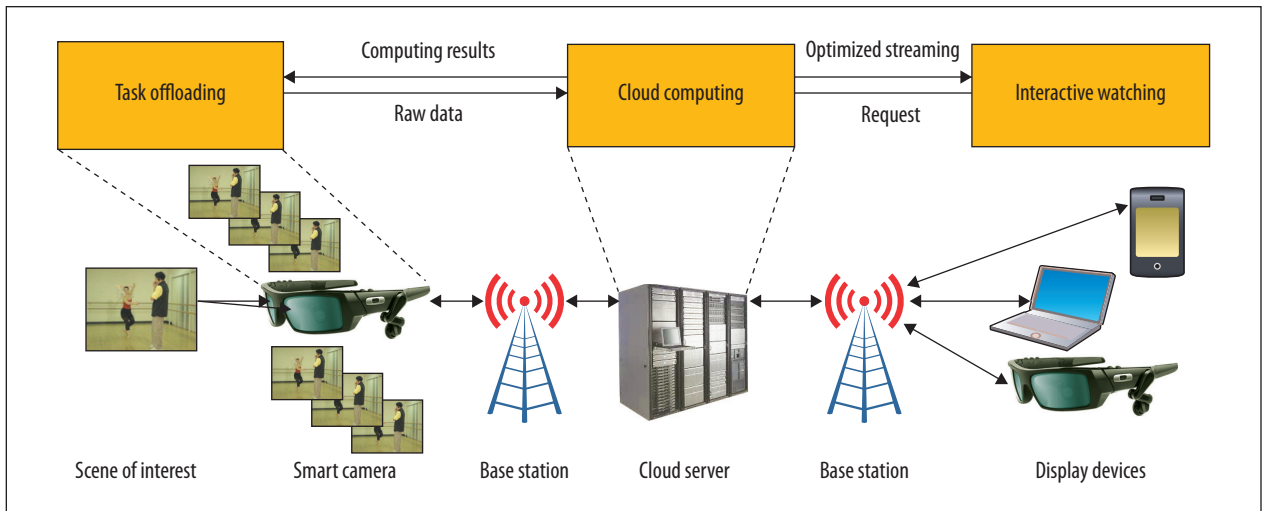 Computing results
Optimized streaming
Task offloading
Cloud computing
Interactive watching
Raw data
Request
Scene of interest
Smart camera
Base station
Cloud server
Base station
Display devices